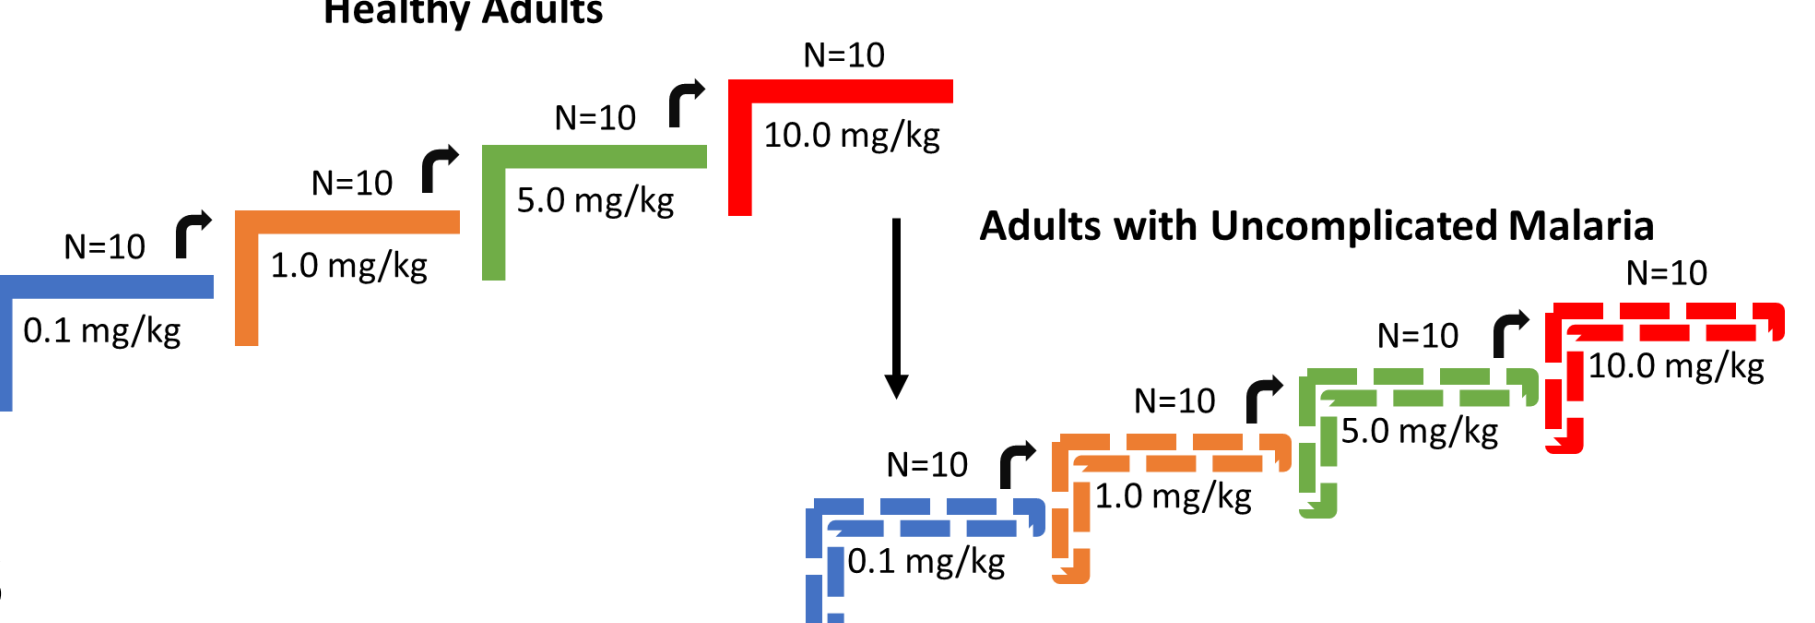 Healthy Adults
N=10
10.0 mg/kg
N=10
5.0 mg/kg
N=10
1.0 mg/kg
N=10
0.1 mg/kg
Adults with Uncomplicated Malaria
N=10
10.0 mg/kg
N=10
5.0 mg/kg
N=10
1.0 mg/kg
N=10
0.1 mg/kg